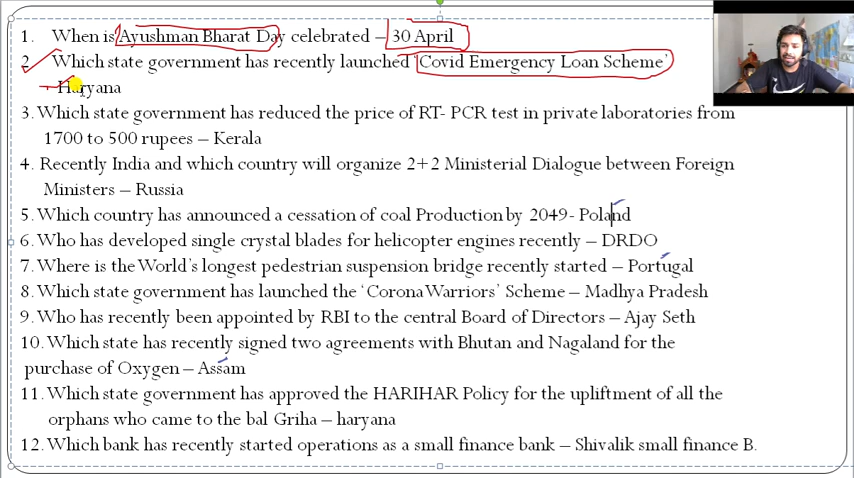 1. When is Ayushman Bharat Day celebrated – 30 April
2. Which state government has recently launched 'Covid Emergency Loan Scheme'
- Haryana
3. Which state government has reduced the price of RT- PCR test in private laboratories from
1700 to 500 rupees – Kerala
4. Recently India and which country will organize 2+2 Ministerial Dialogue between Foreign
Ministers – Russia
5. Which country has announced a cessation of coal Production by 2049- Poland
6. Who has developed single crystal blades for helicopter engines recently – DRDO
7. Where is the World's longest pedestrian suspension bridge recently started – Portugal
8. Which state government has launched the 'Corona Warriors' Scheme – Madhya Pradesh
9. Who has recently been appointed by RBI to the central Board of Directors – Ajay Seth
10. Which state has recently signed two agreements with Bhutan and Nagaland for the
purchase of Oxygen – Assam
11. Which state government has approved the HARIHAR Policy for the upliftment of all the
orphans who came to the bal Griha – haryana
12. Which bank has recently started operations as a small finance bank – Shivalik small finance B.